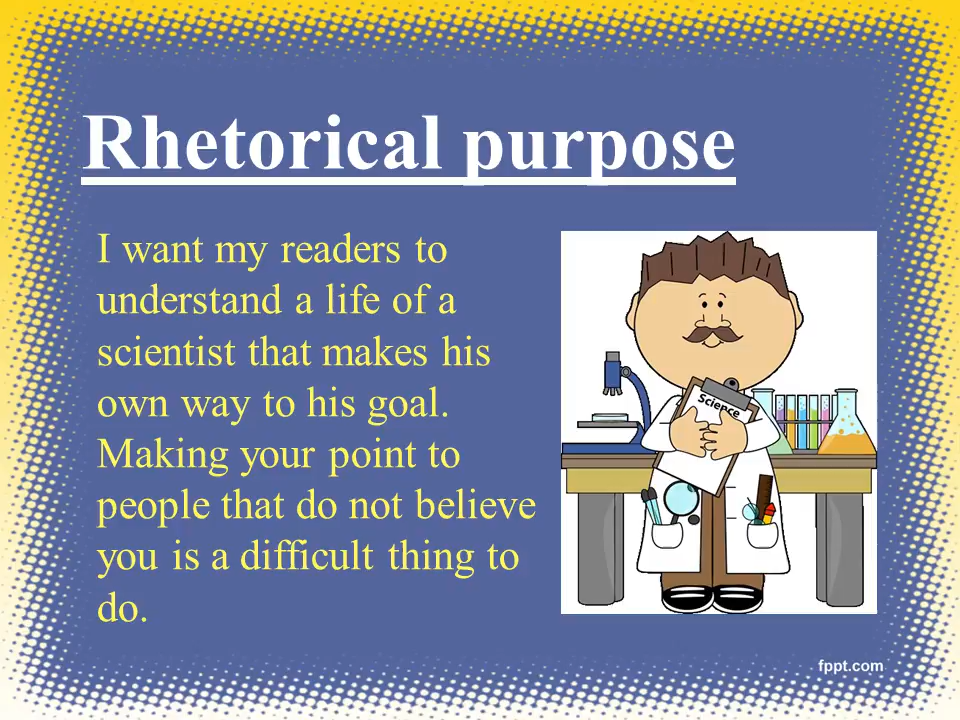 Rhetorical purpose
I want my readers to
understand a life of a
scientist that makes his
own way to his goal.
Making your point to
people that do not believe
you is a difficult thing to
do.
Science
fppt.com